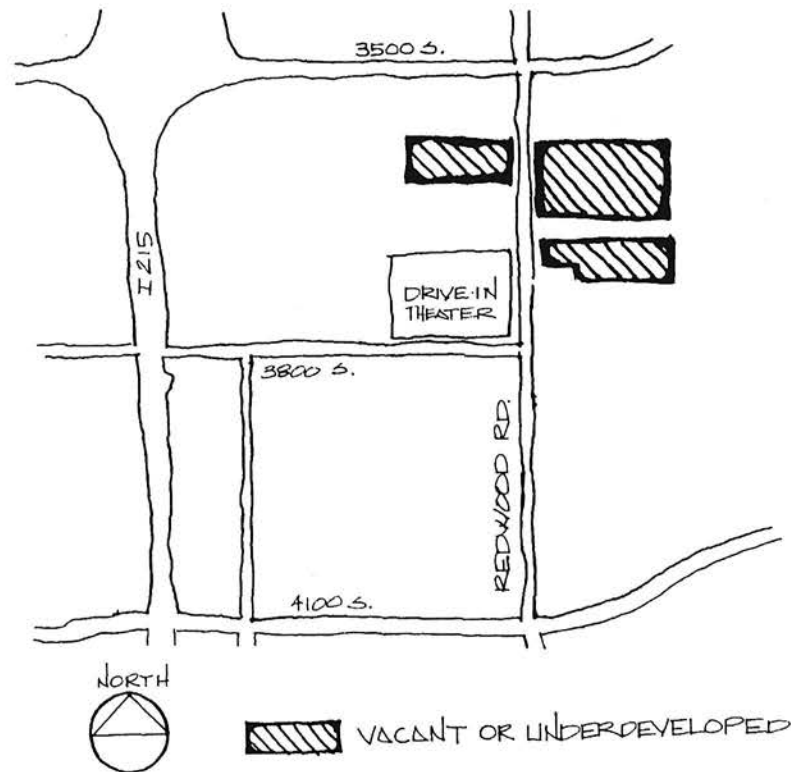 3500 S.
I 215
DRIVE-IN
THEATER
3800 S.
REDWOOD RD.
4100 S.
NORTH
VACANT OR UNDERDEVELOPED